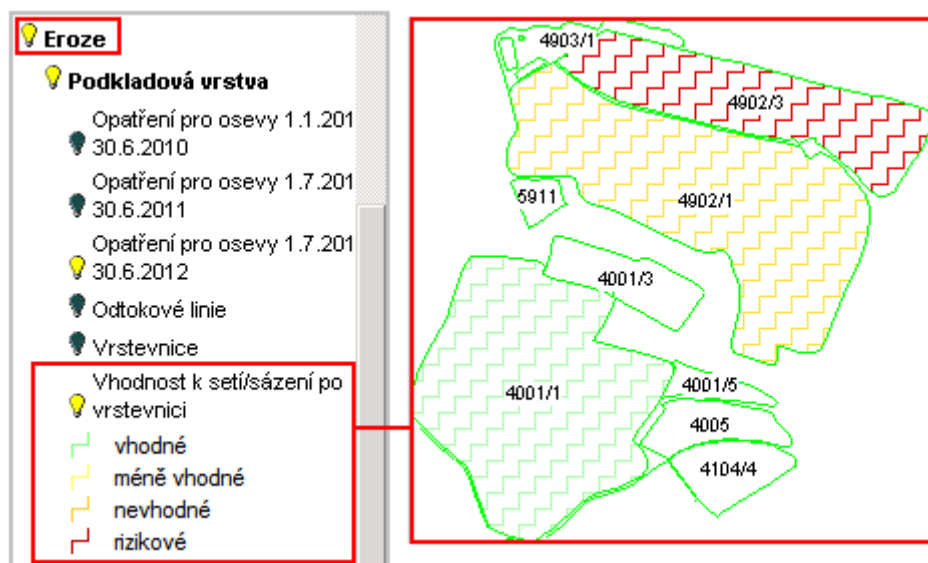 Eroze
Podkladová vrstva
Opatření pro osevy 1.1.201
30.6.2010
Opatření pro osevy 1.7.201
30.6.2011
Opatření pro osevy 1.7.201
30.6.2012
Odtokové linie
Vrstevnice
Vhodnost k setí/sázení po
vrstevnici
vhodné
méně vhodné
nevhodné
rizikové
4903/1
4902/3
5911
4902/1
4001/3
4001/1
4001/5
4005
4104/4